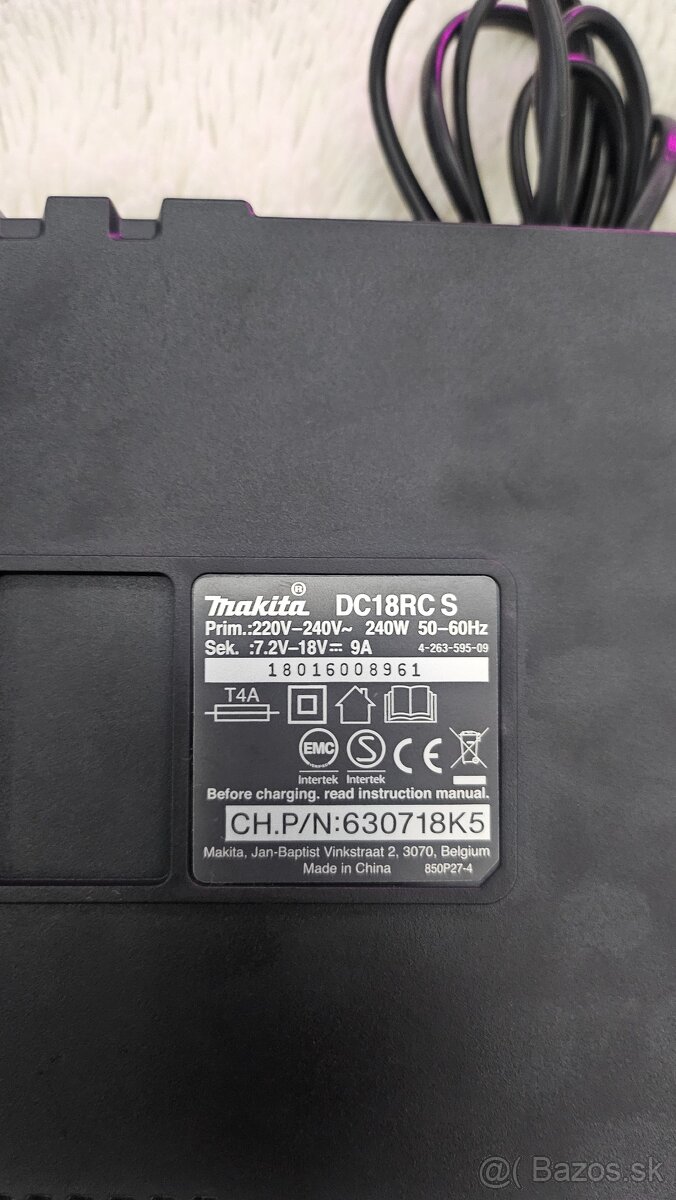 makita® DC18RC S
Prim.:220V–240V~ 240W 50–60Hz
Sek. :7.2V–18V⎓ 9A 4-263-595-09
18016008961
T4A
EMC S CE
Intertek Intertek
Before charging. read instruction manual.
CH.P/N:630718K5
Makita, Jan-Baptist Vinkstraat 2, 3070, Belgium
Made in China 850P27-4
@( Bazos.sk